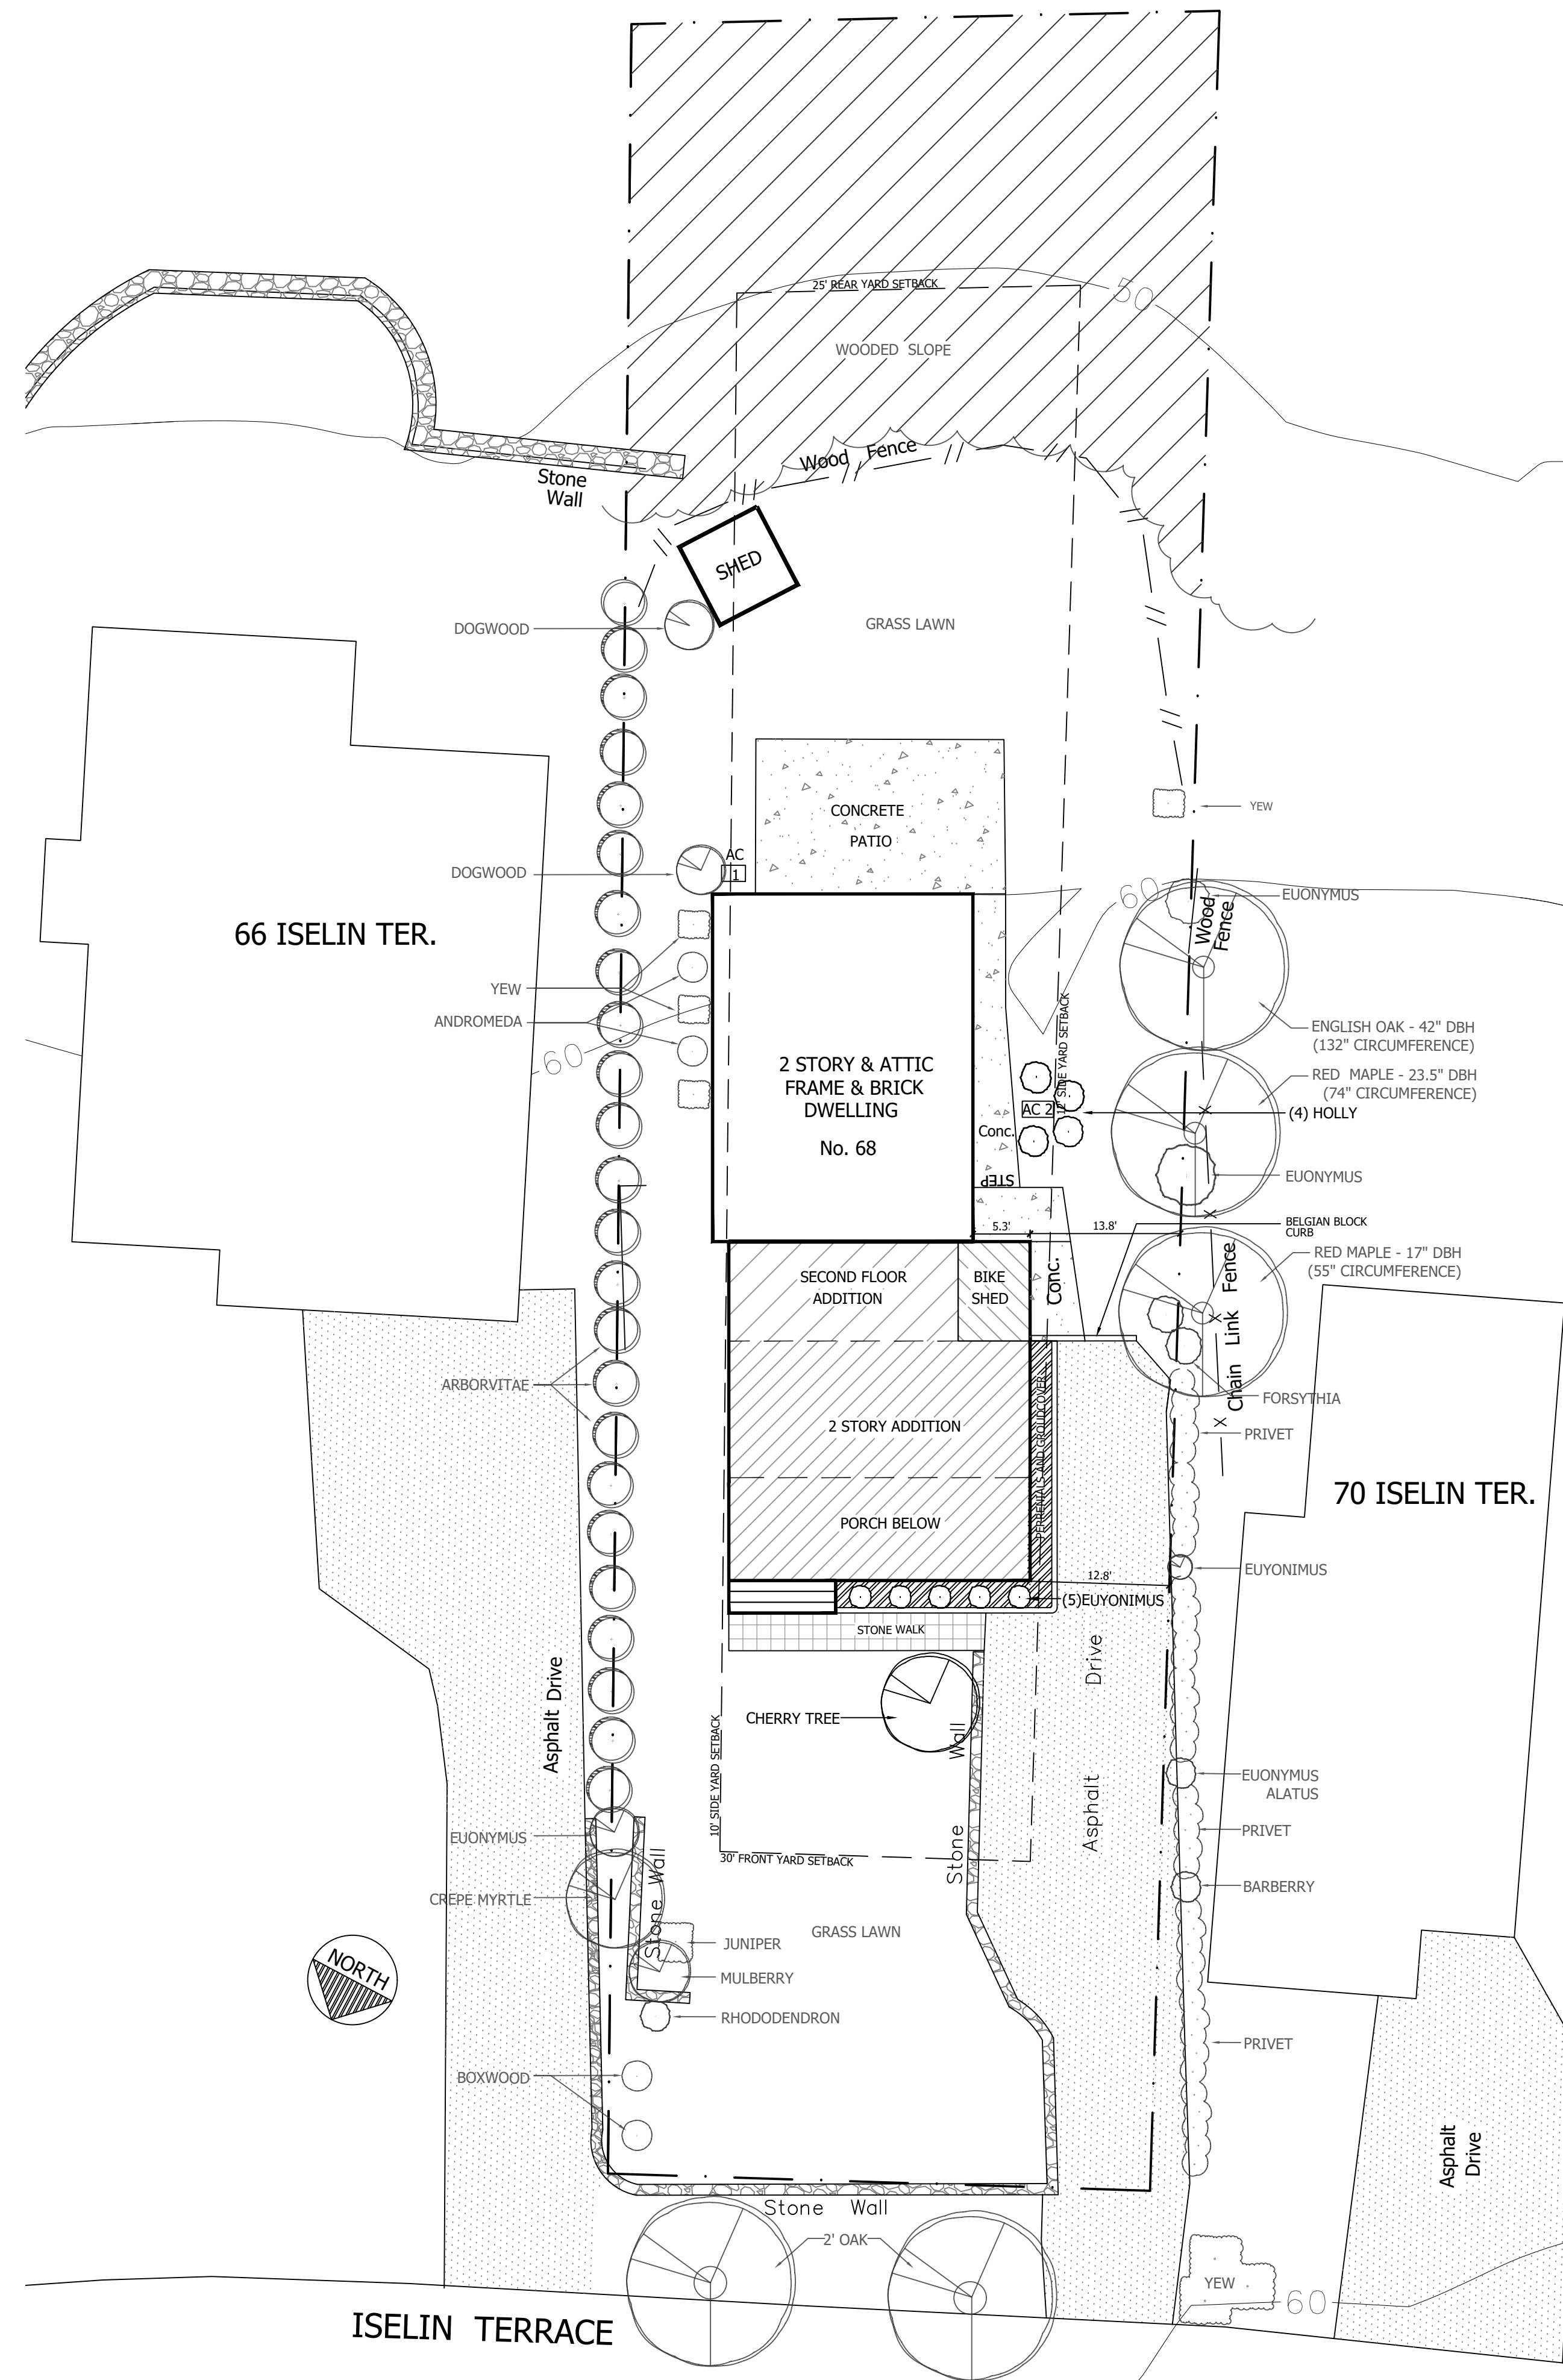 25' REAR YARD SETBACK
50
WOODED SLOPE
Wood Fence
Stone
Wall
SHED
DOGWOOD
GRASS LAWN
CONCRETE
PATIO
YEW
AC
1
DOGWOOD
60
EUONYMUS
Wood
Fence
66 ISELIN TER.
YEW
ANDROMEDA
60
12' SIDE YARD SETBACK
ENGLISH OAK - 42" DBH
(132" CIRCUMFERENCE)
2 STORY & ATTIC
FRAME & BRICK
DWELLING
No. 68
RED MAPLE - 23.5" DBH
(74" CIRCUMFERENCE)
AC 2
(4) HOLLY
Conc.
STEP
EUONYMUS
5.3'
13.8'
BELGIAN BLOCK
CURB
RED MAPLE - 17" DBH
(55" CIRCUMFERENCE)
SECOND FLOOR
ADDITION
BIKE
SHED
Conc.
Chain Link Fence
ARBORVITAE
FORSYTHIA
2 STORY ADDITION
PERRENIALS AND GROUDCOVER
PRIVET
70 ISELIN TER.
PORCH BELOW
12.8'
EUYONIMUS
(5)EUYONIMUS
STONE WALK
Asphalt Drive
Asphalt Drive
CHERRY TREE
Stone Wall
10' SIDE YARD SETBACK
EUONYMUS
ALATUS
EUONYMUS
PRIVET
30' FRONT YARD SETBACK
Stone Wall
CREPE MYRTLE
BARBERRY
GRASS LAWN
JUNIPER
NORTH
MULBERRY
RHODODENDRON
PRIVET
BOXWOOD
Asphalt
Drive
Stone Wall
2' OAK
YEW
60
ISELIN TERRACE